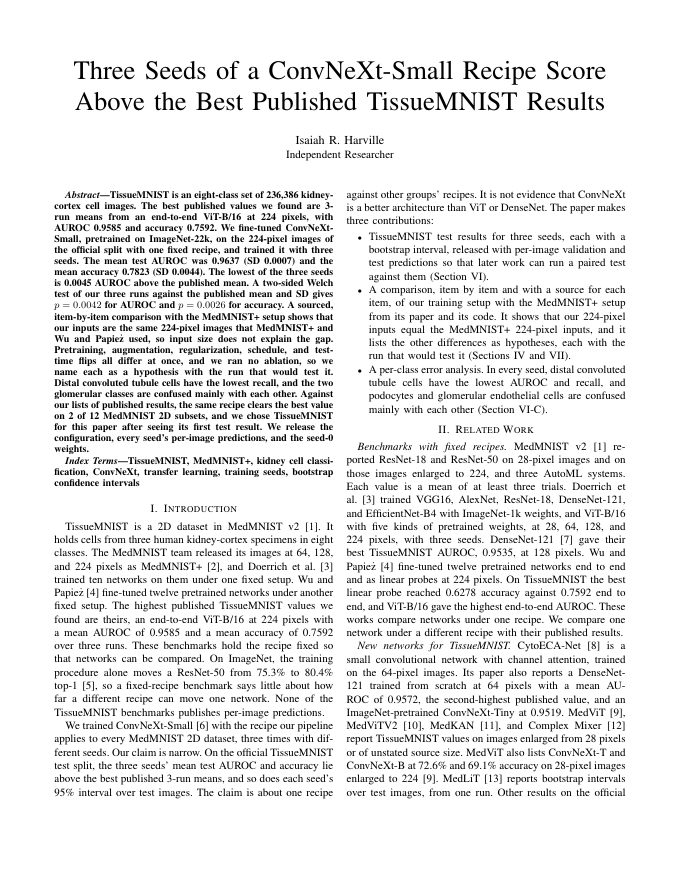 Three Seeds of a ConvNeXt-Small Recipe Score
Above the Best Published TissueMNIST Results
Isaiah R. Harville
Independent Researcher
Abstract—TissueMNIST is an eight-class set of 236,386 kidney-
cortex cell images. The best published values we found are 3-
run means from an end-to-end ViT-B/16 at 224 pixels, with
AUROC 0.9585 and accuracy 0.7592. We fine-tuned ConvNeXt-
Small, pretrained on ImageNet-22k, on the 224-pixel images of
the official split with one fixed recipe, and trained it with three
seeds. The mean test AUROC was 0.9637 (SD 0.0007) and the
mean accuracy 0.7823 (SD 0.0044). The lowest of the three seeds
is 0.0045 AUROC above the published mean. A two-sided Welch
test of our three runs against the published mean and SD gives
p = 0.0042 for AUROC and p = 0.0026 for accuracy. A sourced,
item-by-item comparison with the MedMNIST+ setup shows that
our inputs are the same 224-pixel images that MedMNIST+ and
Wu and Papież used, so input size does not explain the gap.
Pretraining, augmentation, regularization, schedule, and test-
time flips all differ at once, and we ran no ablation, so we
name each as a hypothesis with the run that would test it.
Distal convoluted tubule cells have the lowest recall, and the two
glomerular classes are confused mainly with each other. Against
our lists of published results, the same recipe clears the best value
on 2 of 12 MedMNIST 2D subsets, and we chose TissueMNIST
for this paper after seeing its first test result. We release the
configuration, every seed's per-image predictions, and the seed-0
weights.
Index Terms—TissueMNIST, MedMNIST+, kidney cell classi-
fication, ConvNeXt, transfer learning, training seeds, bootstrap
confidence intervals
I. INTRODUCTION
TissueMNIST is a 2D dataset in MedMNIST v2 [1]. It
holds cells from three human kidney-cortex specimens in eight
classes. The MedMNIST team released its images at 64, 128,
and 224 pixels as MedMNIST+ [2], and Doerrich et al. [3]
trained ten networks on them under one fixed setup. Wu and
Papież [4] fine-tuned twelve pretrained networks under another
fixed setup. The highest published TissueMNIST values we
found are theirs, an end-to-end ViT-B/16 at 224 pixels with
a mean AUROC of 0.9585 and a mean accuracy of 0.7592
over three runs. These benchmarks hold the recipe fixed so
that networks can be compared. On ImageNet, the training
procedure alone moves a ResNet-50 from 75.3% to 80.4%
top-1 [5], so a fixed-recipe benchmark says little about how
far a different recipe can move one network. None of the
TissueMNIST benchmarks publishes per-image predictions.
We trained ConvNeXt-Small [6] with the recipe our pipeline
applies to every MedMNIST 2D dataset, three times with dif-
ferent seeds. Our claim is narrow. On the official TissueMNIST
test split, the three seeds' mean test AUROC and accuracy lie
above the best published 3-run means, and so does each seed's
95% interval over test images. The claim is about one recipe
against other groups' recipes. It is not evidence that ConvNeXt
is a better architecture than ViT or DenseNet. The paper makes
three contributions:
• TissueMNIST test results for three seeds, each with a
bootstrap interval, released with per-image validation and
test predictions so that later work can run a paired test
against them (Section VI).
• A comparison, item by item and with a source for each
item, of our training setup with the MedMNIST+ setup
from its paper and its code. It shows that our 224-pixel
inputs equal the MedMNIST+ 224-pixel inputs, and it
lists the other differences as hypotheses, each with the
run that would test it (Sections IV and VII).
• A per-class error analysis. In every seed, distal convoluted
tubule cells have the lowest AUROC and recall, and
podocytes and glomerular endothelial cells are confused
mainly with each other (Section VI-C).
II. RELATED WORK
Benchmarks with fixed recipes. MedMNIST v2 [1] re-
ported ResNet-18 and ResNet-50 on 28-pixel images and on
those images enlarged to 224, and three AutoML systems.
Each value is a mean of at least three trials. Doerrich et
al. [3] trained VGG16, AlexNet, ResNet-18, DenseNet-121,
and EfficientNet-B4 with ImageNet-1k weights, and ViT-B/16
with five kinds of pretrained weights, at 28, 64, 128, and
224 pixels, with three seeds. DenseNet-121 [7] gave their
best TissueMNIST AUROC, 0.9535, at 128 pixels. Wu and
Papież [4] fine-tuned twelve pretrained networks end to end
and as linear probes at 224 pixels. On TissueMNIST the best
linear probe reached 0.6278 accuracy against 0.7592 end to
end, and ViT-B/16 gave the highest end-to-end AUROC. These
works compare networks under one recipe. We compare one
network under a different recipe with their published results.
New networks for TissueMNIST. CytoECA-Net [8] is a
small convolutional network with channel attention, trained
on the 64-pixel images. Its paper also reports a DenseNet-
121 trained from scratch at 64 pixels with a mean AU-
ROC of 0.9572, the second-highest published value, and an
ImageNet-pretrained ConvNeXt-Tiny at 0.9519. MedViT [9],
MedViTV2 [10], MedKAN [11], and Complex Mixer [12]
report TissueMNIST values on images enlarged from 28 pixels
or of unstated source size. MedViT also lists ConvNeXt-T and
ConvNeXt-B at 72.6% and 69.1% accuracy on 28-pixel images
enlarged to 224 [9]. MedLiT [13] reports bootstrap intervals
over test images, from one run. Other results on the official